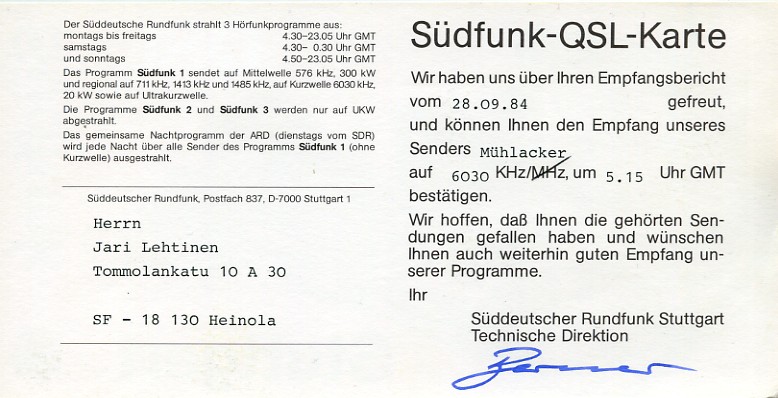 Der Süddeutsche Rundfunk strahlt 3 Hörfunkprogramme aus:
montags bis freitags 4.30–23.05 Uhr GMT
samstags 4.30– 0.30 Uhr GMT
und sonntags 4.50–23.05 Uhr GMT
Das Programm Südfunk 1 sendet auf Mittelwelle 576 kHz, 300 kW
und regional auf 711 kHz, 1413 kHz und 1485 kHz, auf Kurzwelle 6030 kHz,
20 kW sowie auf Ultrakurzwelle.
Die Programme Südfunk 2 und Südfunk 3 werden nur auf UKW
abgestrahlt.
Das gemeinsame Nachtprogramm der ARD (dienstags vom SDR)
wird jede Nacht über alle Sender des Programms Südfunk 1 (ohne
Kurzwelle) ausgestrahlt.
Süddeutscher Rundfunk, Postfach 837, D-7000 Stuttgart 1
Herrn
Jari Lehtinen
Tommolankatu 10 A 30
SF - 18 130 Heinola
Südfunk-QSL-Karte
Wir haben uns über Ihren Empfangsbericht
vom 28.09.84 gefreut,
und können Ihnen den Empfang unseres
Senders Mühlacker
auf 6030 KHz/MHz, um 5.15 Uhr GMT
bestätigen.
Wir hoffen, daß Ihnen die gehörten Sen-
dungen gefallen haben und wünschen
Ihnen auch weiterhin guten Empfang un-
serer Programme.
Ihr
Süddeutscher Rundfunk Stuttgart
Technische Direktion